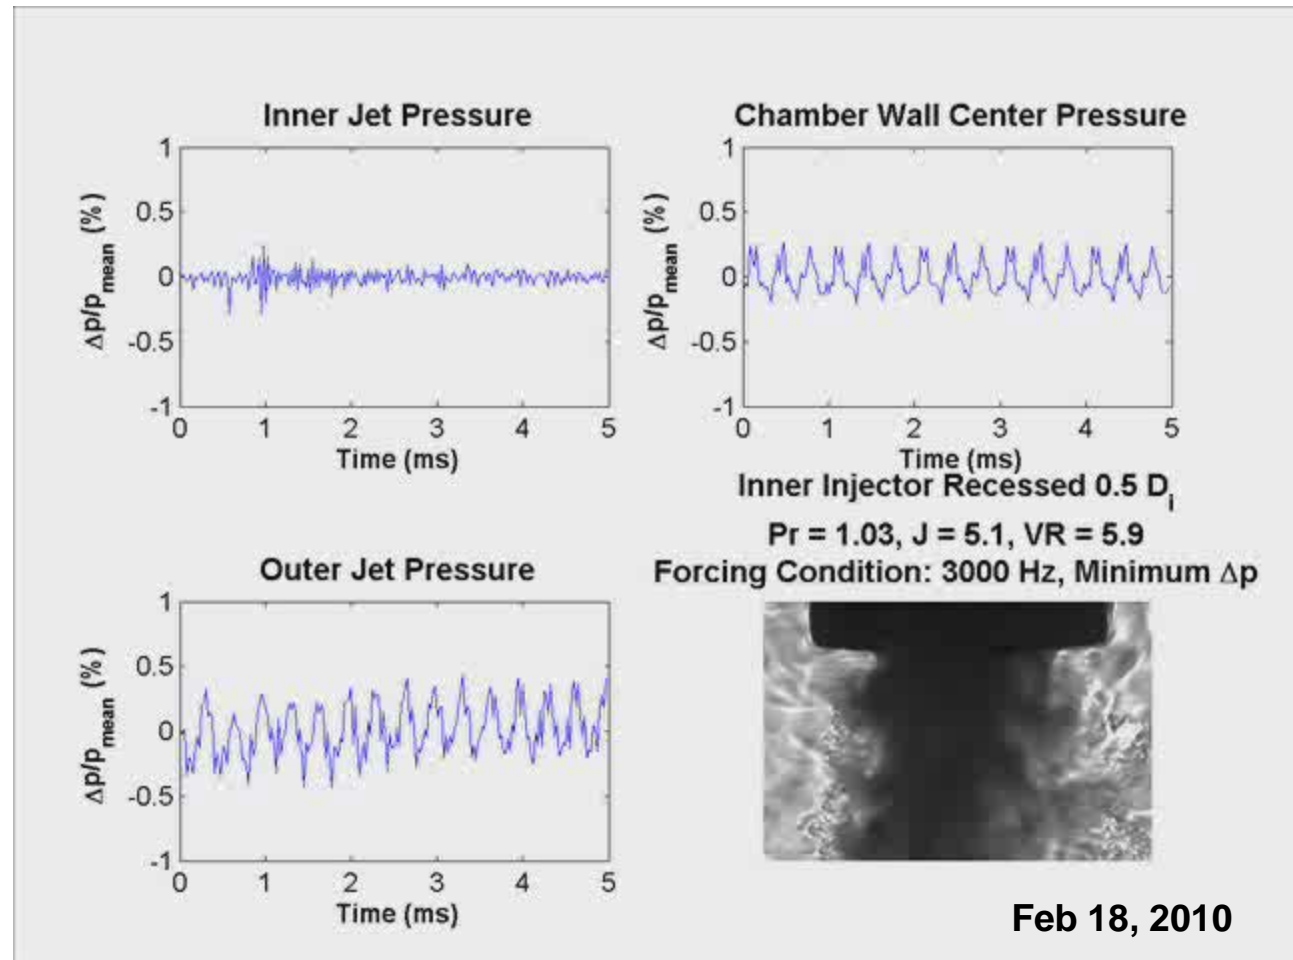 Inner Jet Pressure
1
0.5
0
-0.5
-1
Δp/p_mean (%)
0 1 2 3 4 5
Time (ms)
Chamber Wall Center Pressure
1
0.5
0
-0.5
-1
Δp/p_mean (%)
0 1 2 3 4 5
Time (ms)
Inner Injector Recessed 0.5 D_i
Pr = 1.03, J = 5.1, VR = 5.9
Forcing Condition: 3000 Hz, Minimum Δp
Outer Jet Pressure
1
0.5
0
-0.5
-1
Δp/p_mean (%)
0 1 2 3 4 5
Time (ms)
Feb 18, 2010